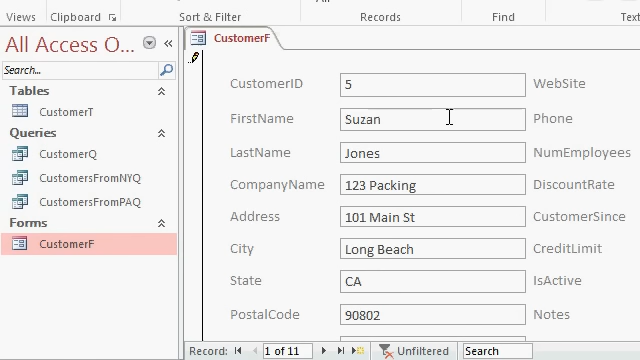 All
Views Clipboard Sort & Filter Records Find Text
All Access O...
Search...
Tables
CustomerT
Queries
CustomerQ
CustomersFromNYQ
CustomersFromPAQ
Forms
CustomerF
CustomerF
CustomerID 5 WebSite
FirstName Suzan Phone
LastName Jones NumEmployees
CompanyName 123 Packing DiscountRate
Address 101 Main St CustomerSince
City Long Beach CreditLimit
State CA IsActive
PostalCode 90802 Notes
Record: 1 of 11 Unfiltered Search